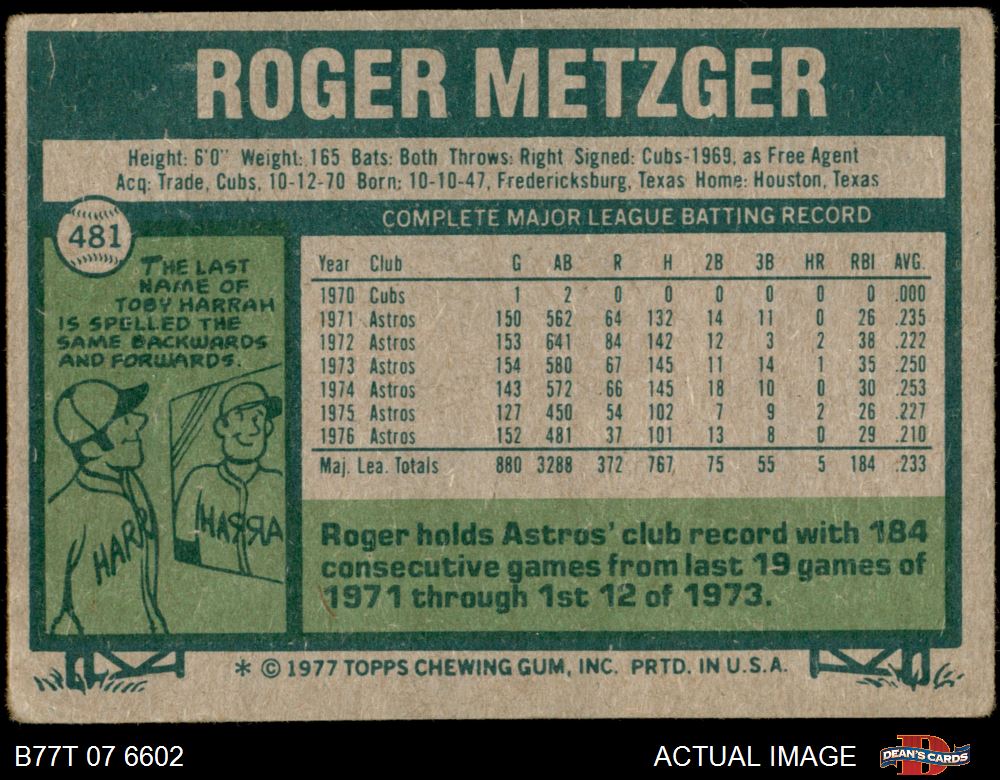 ROGER METZGER
Height: 6'0" Weight: 165 Bats: Both Throws: Right Signed: Cubs-1969, as Free Agent
Acq: Trade, Cubs, 10-12-70 Born: 10-10-47, Fredericksburg, Texas Home: Houston, Texas
481
THE LAST
NAME OF
TOBY HARRAH
IS SPELLED THE
SAME BACKWARDS
AND FORWARDS.
HARR
HARRA
COMPLETE MAJOR LEAGUE BATTING RECORD
Year Club G AB R H 2B 3B HR RBI AVG.
1970 Cubs 1 2 0 0 0 0 0 0 .000
1971 Astros 150 562 64 132 14 11 0 26 .235
1972 Astros 153 641 84 142 12 3 2 38 .222
1973 Astros 154 580 67 145 11 14 1 35 .250
1974 Astros 143 572 66 145 18 10 0 30 .253
1975 Astros 127 450 54 102 7 9 2 26 .227
1976 Astros 152 481 37 101 13 8 0 29 .210
Maj. Lea. Totals 880 3288 372 767 75 55 5 184 .233
Roger holds Astros' club record with 184
consecutive games from last 19 games of
1971 through 1st 12 of 1973.
* © 1977 TOPPS CHEWING GUM, INC. PRTD. IN U.S.A.
B77T 07 6602
ACTUAL IMAGE
DEAN'S CARDS